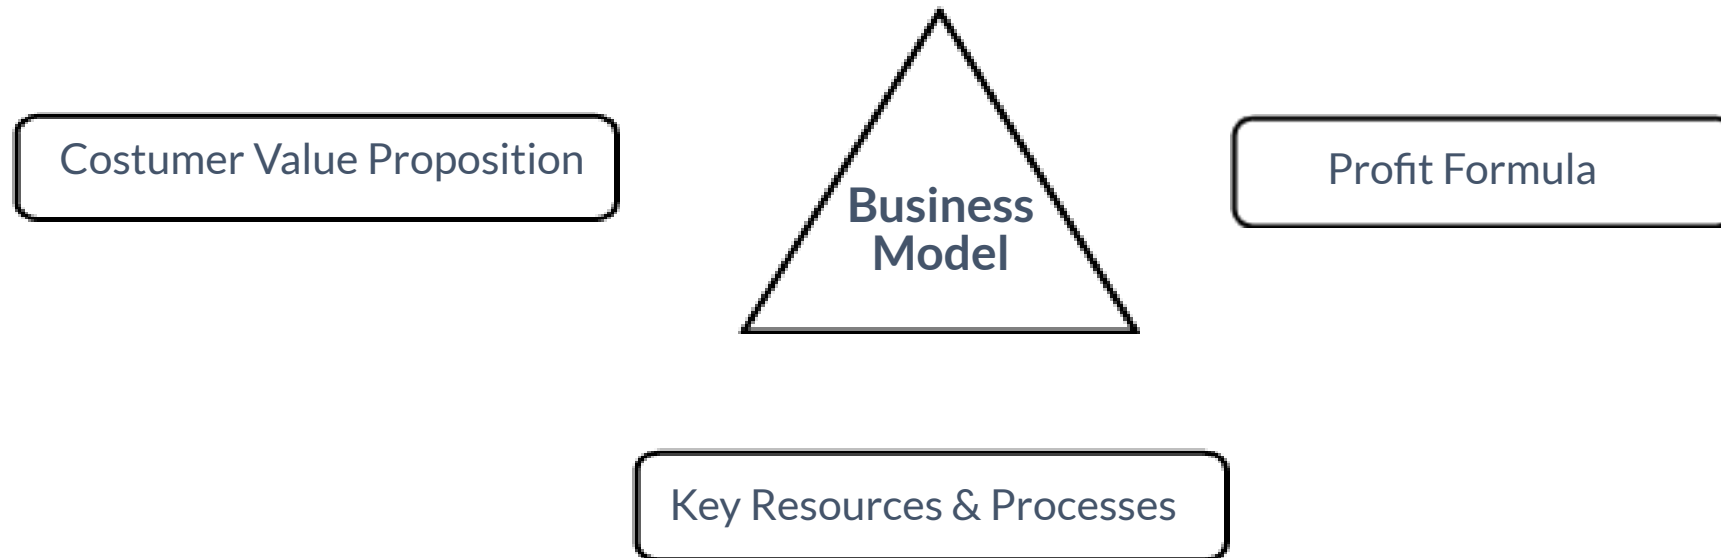 Costumer Value Proposition
Business
Model
Profit Formula
Key Resources & Processes